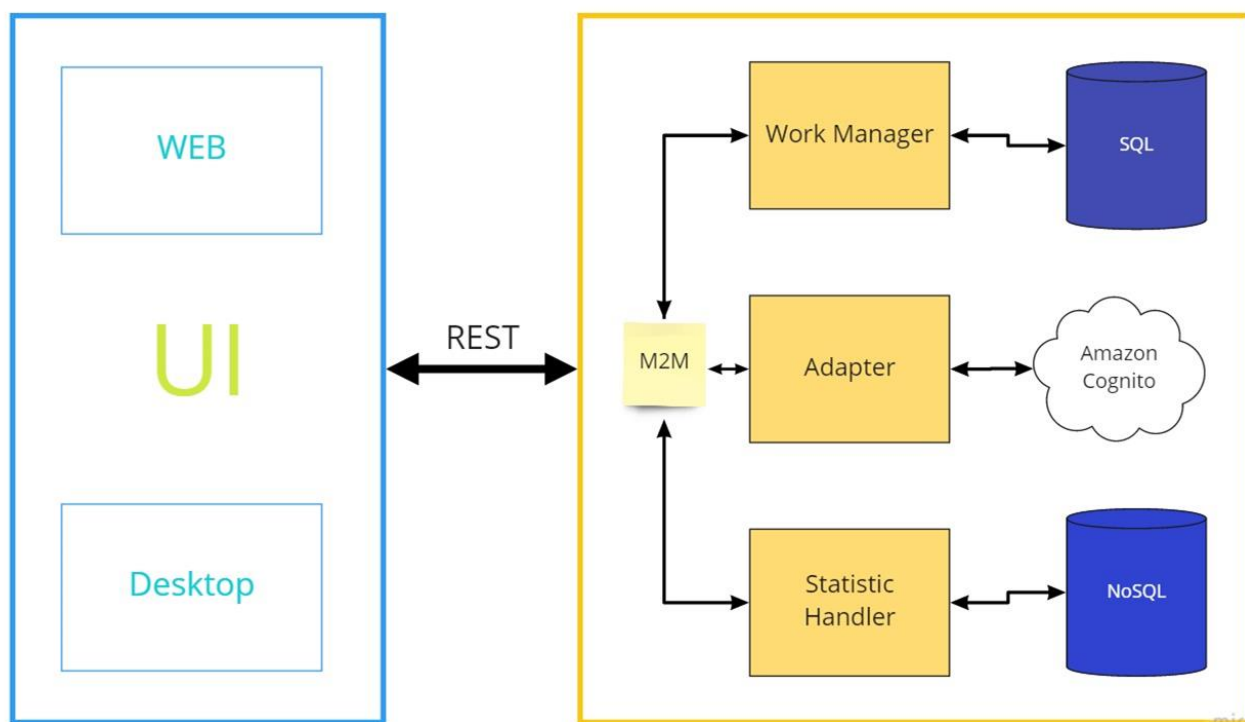 WEB
UI
Desktop
REST
M2M
Work Manager
SQL
Adapter
Amazon
Cognito
Statistic
Handler
NoSQL